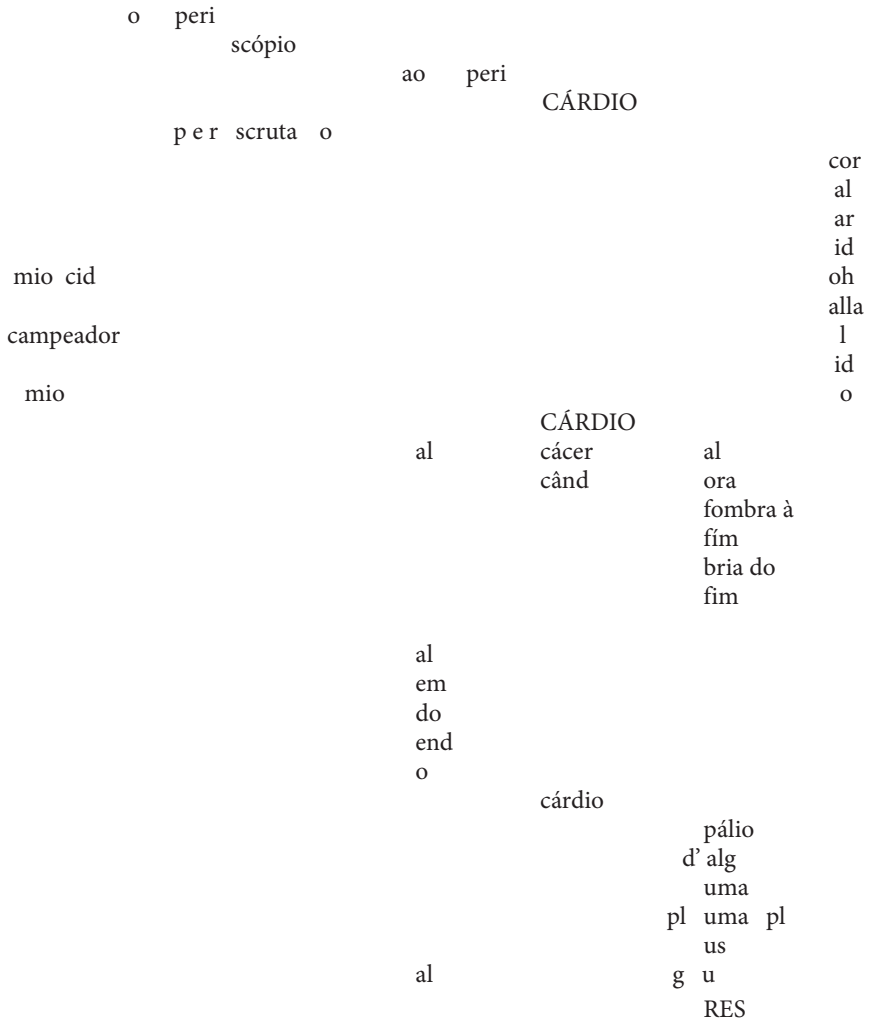 o peri
scópio
ao peri
CÁRDIO
p e r scruta o
cor
al
ar
id
mio cid oh
alla
campeador l
id
mio o
CÁRDIO
al cácer al
când ora
fombra à
fím
bria do
fim
al
em
do
end
o
cárdio
pálio
d’ alg
uma
pl uma pl
us
al g u
RES